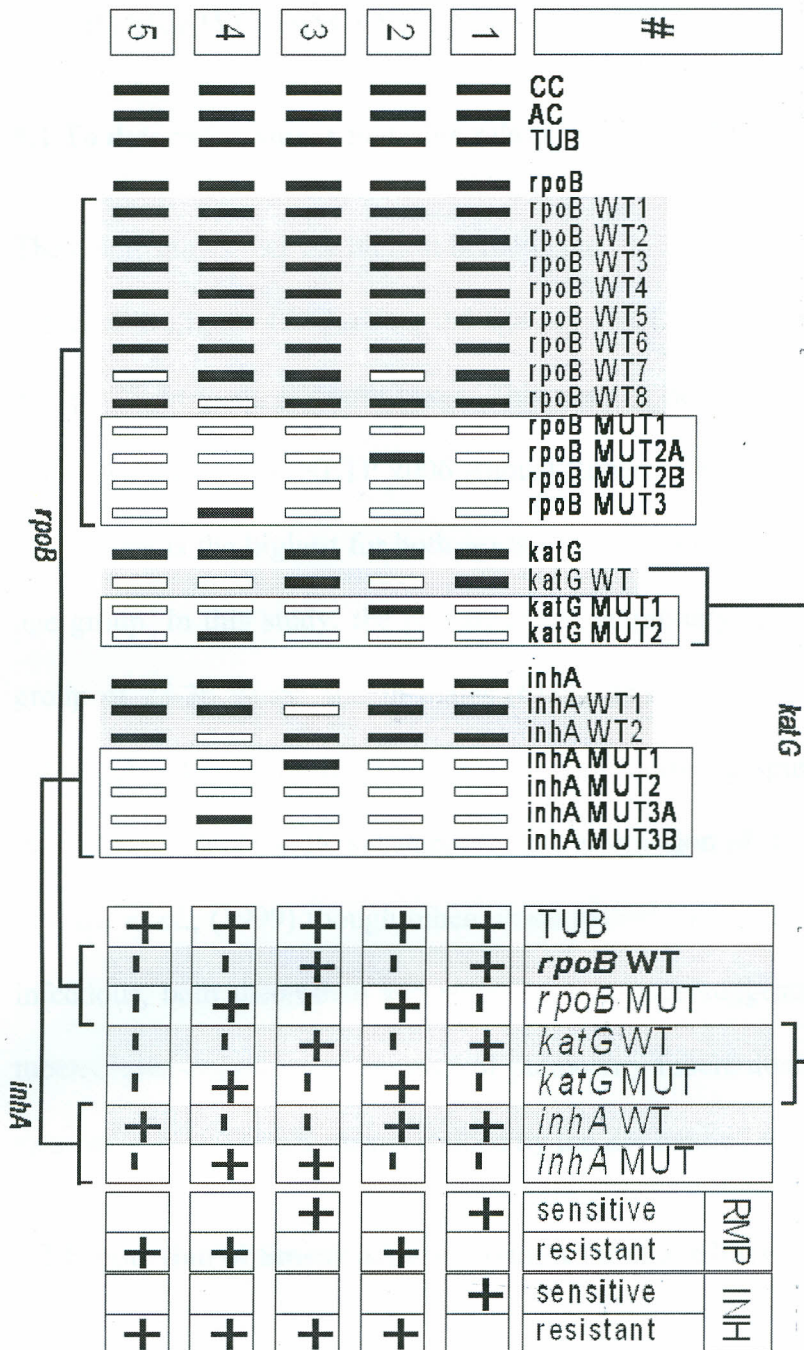 5 4 3 2 1 #
CC
AC
TUB
rpoB
rpoB WT1
rpoB WT2
rpoB WT3
rpoB WT4
rpoB WT5
rpoB WT6
rpoB WT7
rpoB WT8
rpoB MUT1
rpoB MUT2A
rpoB MUT2B
rpoB MUT3
rpoB
katG
katG WT
katG MUT1
katG MUT2
katG
inhA
inhA WT1
inhA WT2
inhA MUT1
inhA MUT2
inhA MUT3A
inhA MUT3B
+ + + + + TUB
- - + - + rpoB WT
- + - + - rpoB MUT
- - + - + katG WT
- + - + - katG MUT
+ - - + + inhA WT
- + + - - inhA MUT
inhA
+ + sensitive
+ + + resistant
RMP
+ sensitive
+ + + + resistant
INH